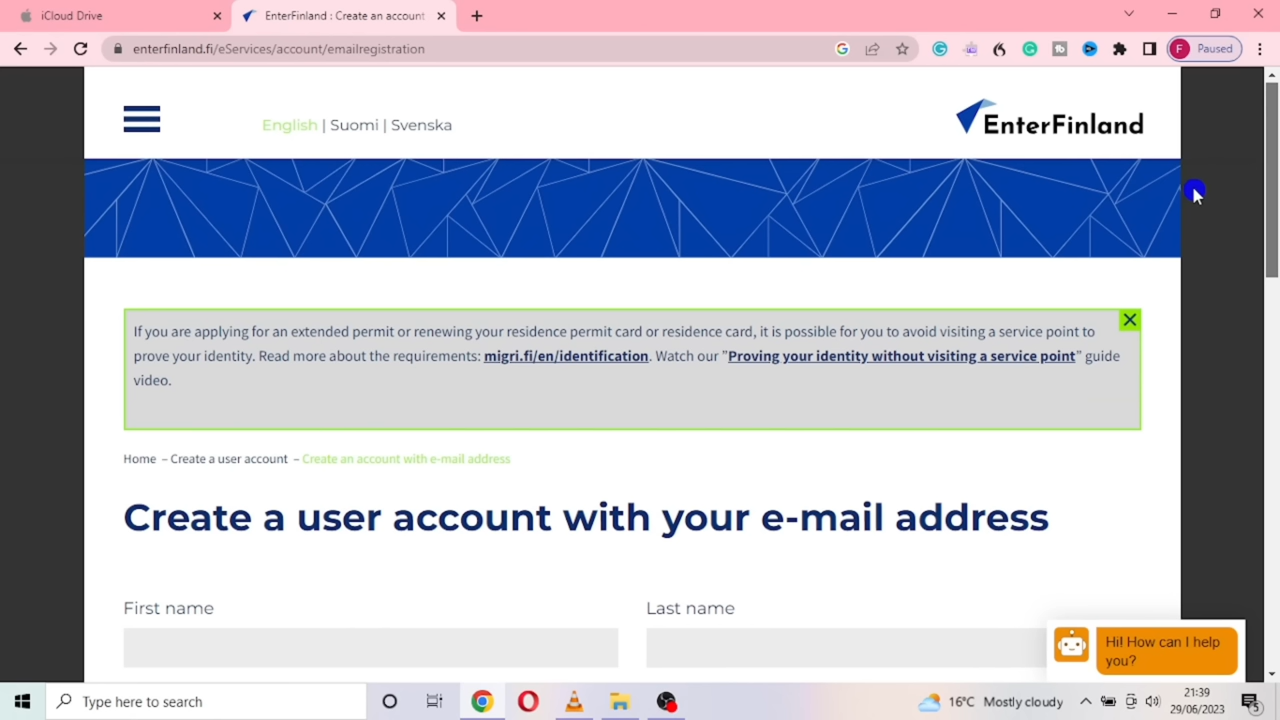 iCloud Drive
EnterFinland : Create an account
enterfinland.fi/eServices/account/emailregistration
F Paused
English | Suomi | Svenska
EnterFinland
If you are applying for an extended permit or renewing your residence permit card or residence card, it is possible for you to avoid visiting a service point to
prove your identity. Read more about the requirements: migri.fi/en/identification. Watch our "Proving your identity without visiting a service point" guide
video.
Home – Create a user account – Create an account with e-mail address
Create a user account with your e-mail address
First name
Last name
Hi! How can I help
you?
Type here to search
16°C Mostly cloudy
21:39
29/06/2023
5